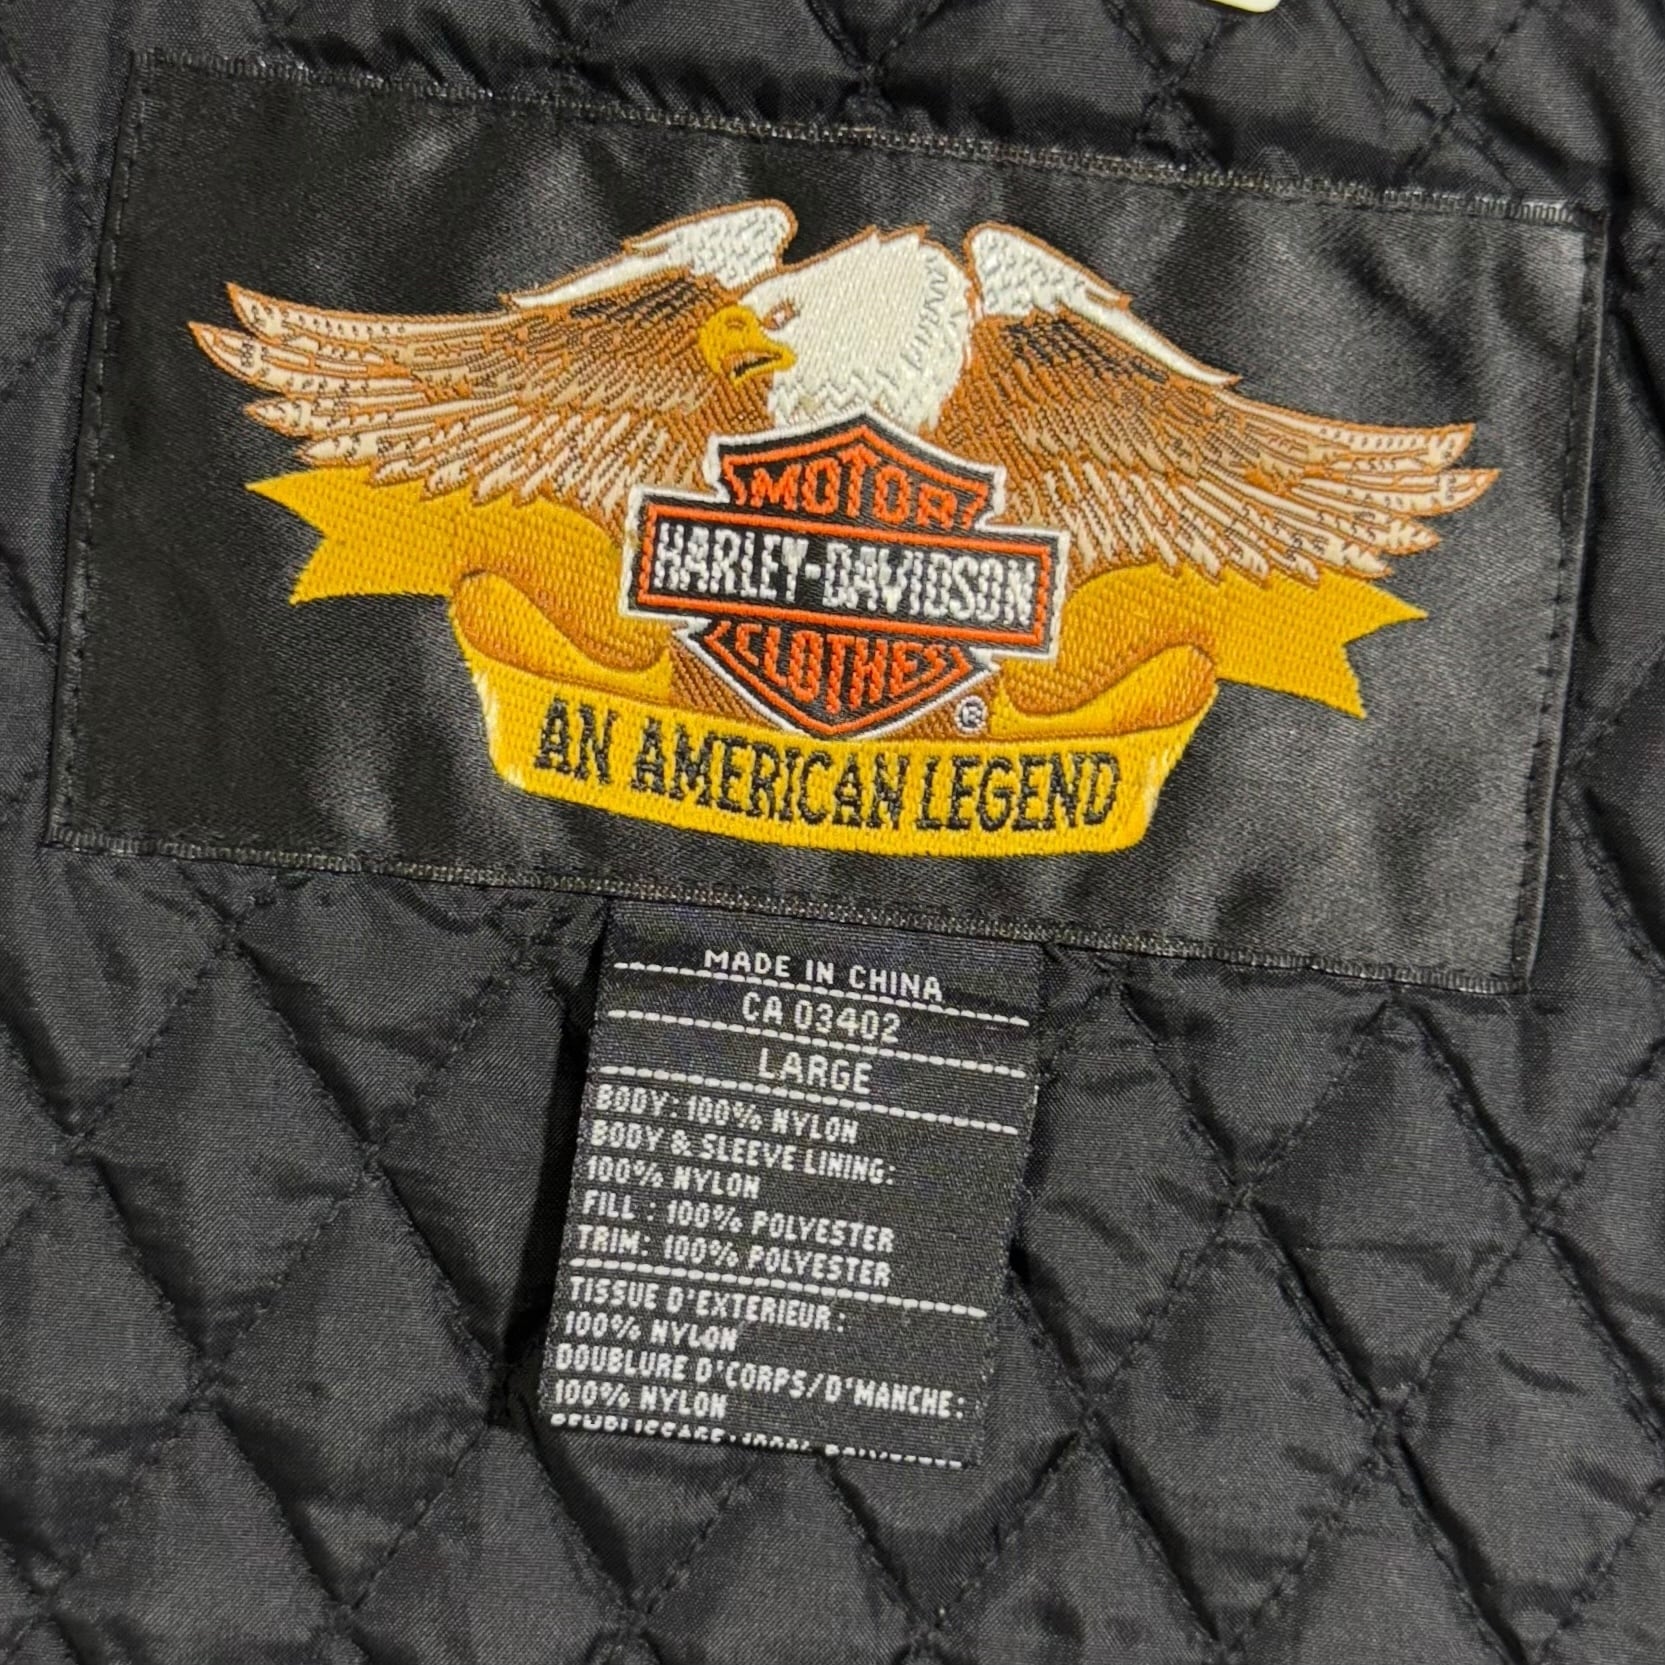 MOTOR
HARLEY-DAVIDSON
CLOTHES
®
AN AMERICAN LEGEND
MADE IN CHINA
CA 03402
LARGE
BODY: 100% NYLON
BODY & SLEEVE LINING:
100% NYLON
FILL : 100% POLYESTER
TRIM: 100% POLYESTER
TISSUE D'EXTERIEUR :
100% NYLON
DOUBLURE D'CORPS/D'MANCHE:
100% NYLON